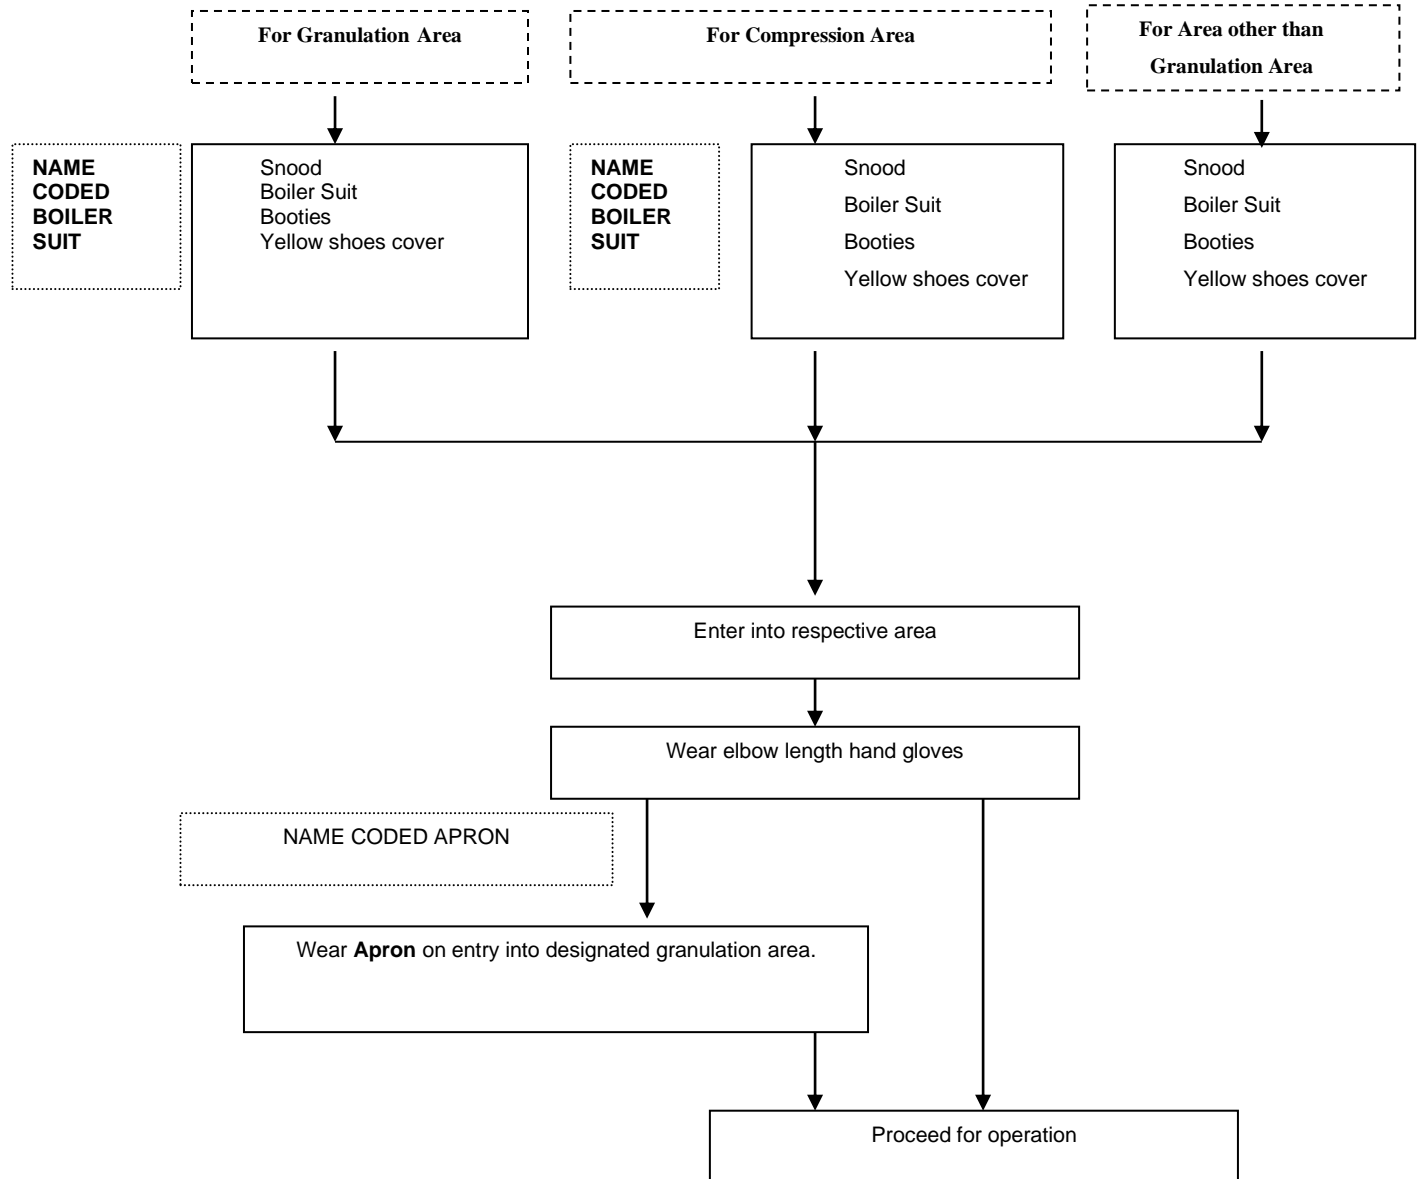 For Granulation Area
For Compression Area
For Area other than
Granulation Area
NAME
CODED
BOILER
SUIT
Snood
Boiler Suit
Booties
Yellow shoes cover
NAME
CODED
BOILER
SUIT
Snood
Boiler Suit
Booties
Yellow shoes cover
Snood
Boiler Suit
Booties
Yellow shoes cover
Enter into respective area
Wear elbow length hand gloves
NAME CODED APRON
Wear Apron on entry into designated granulation area.
Proceed for operation